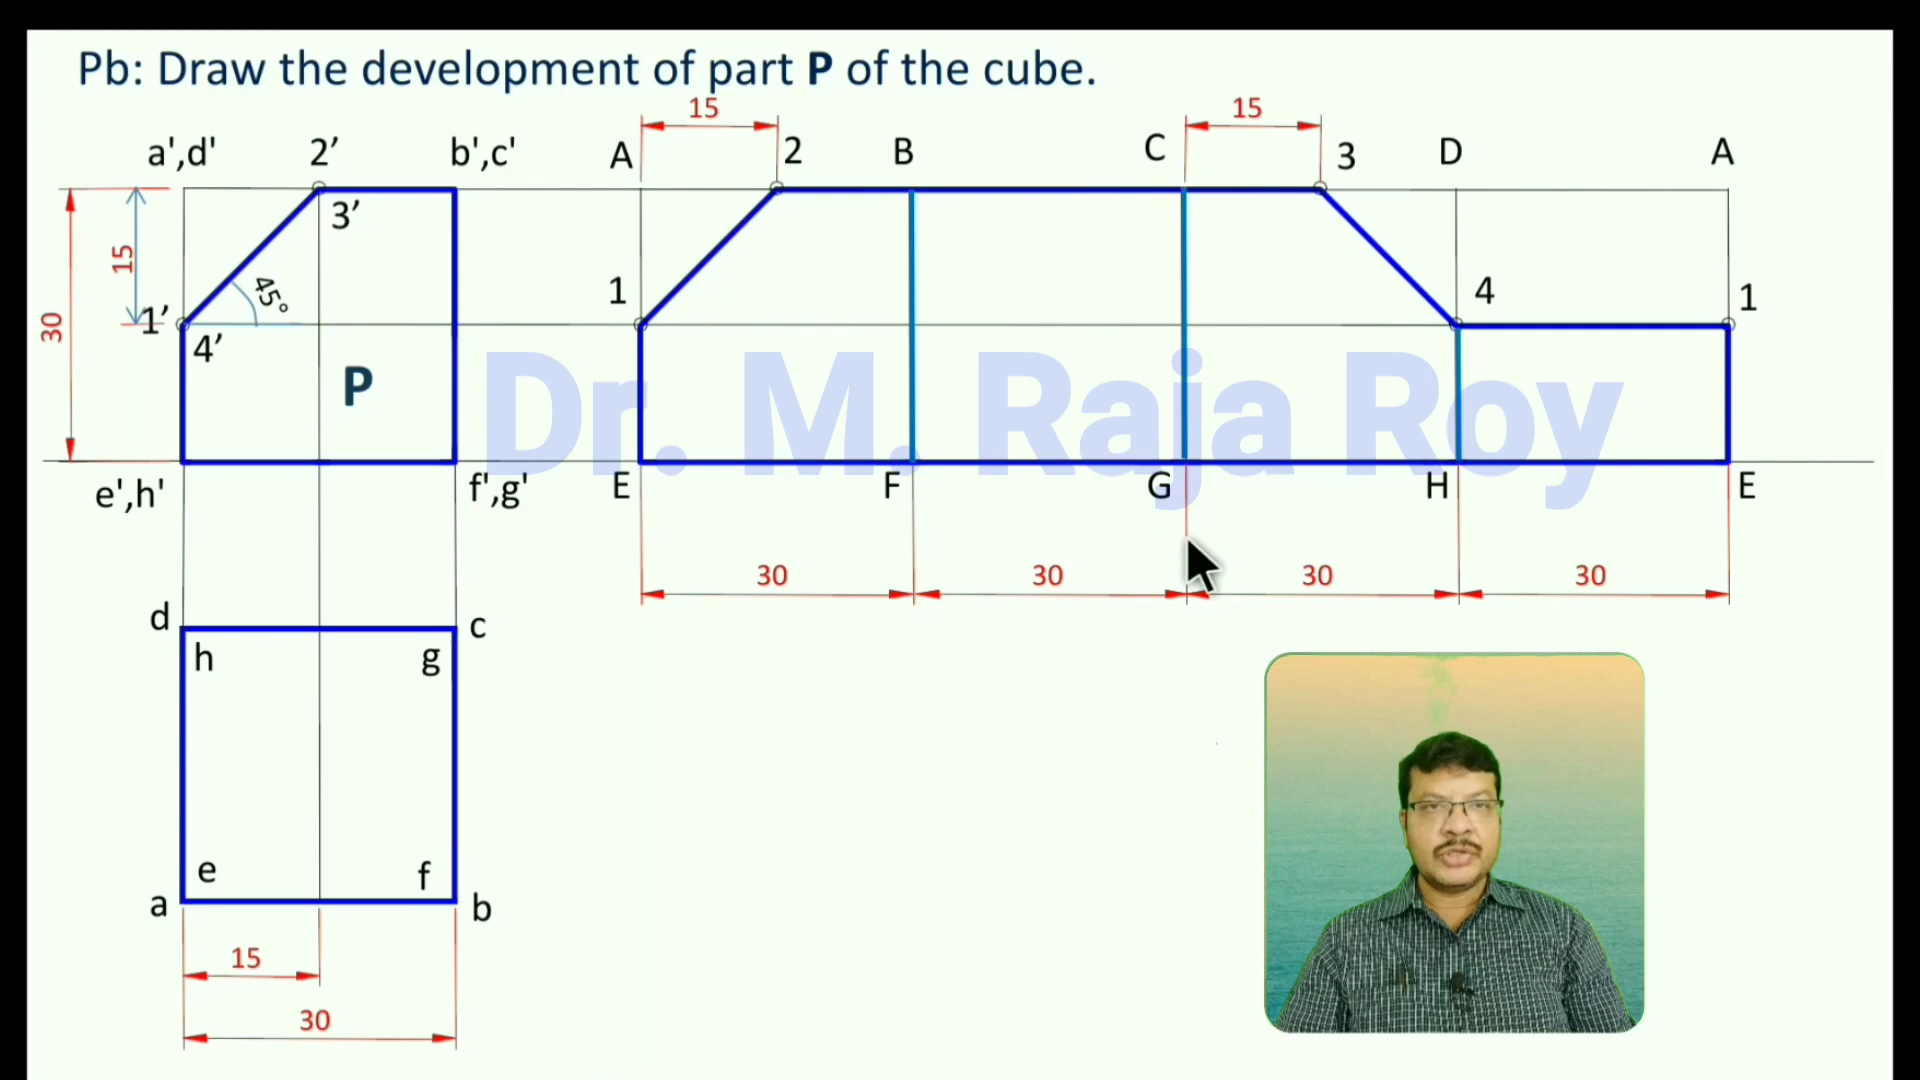 Pb: Draw the development of part P of the cube.
15 15
a',d' 2' b',c' A 2 B C 3 D A
3'
15 45° 1 4 1
30 1'
4'
P
Dr. M. Raja Roy
e',h' f',g' E F G H E
30 30 30 30
d c
h g
e f
a b
15
30